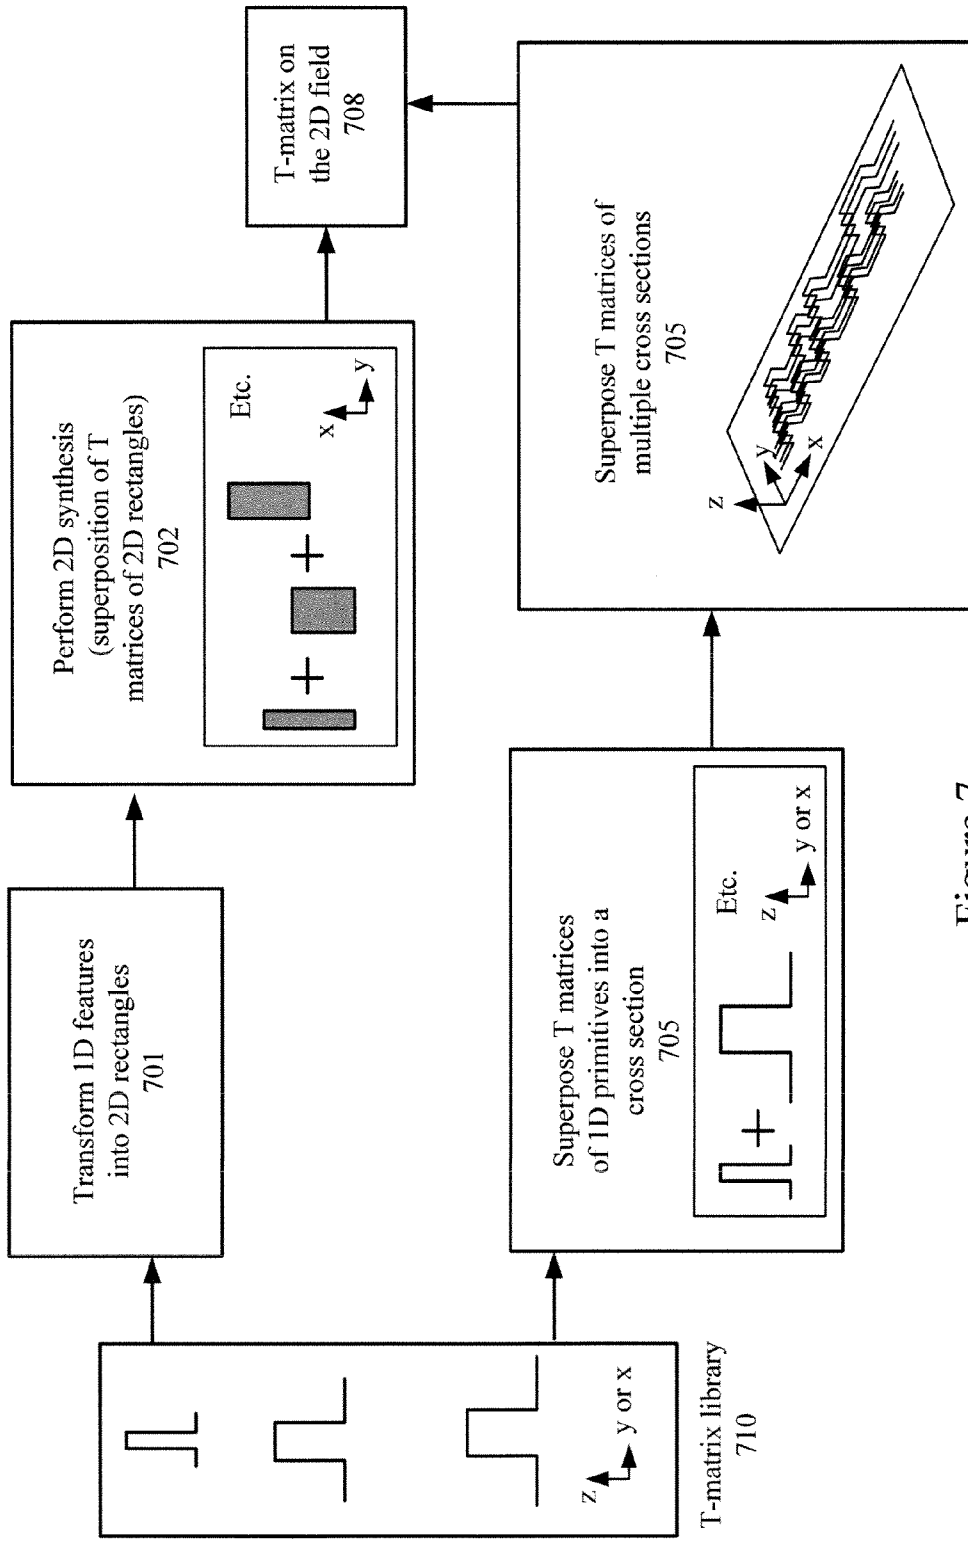 z
y or x
T-matrix library
710
Transform 1D features
into 2D rectangles
701
Perform 2D synthesis
(superposition of T
matrices of 2D rectangles)
702
+
+
Etc.
x
y
T-matrix on
the 2D field
708
Superpose T matrices
of 1D primitives into a
cross section
705
+
Etc.
z
y or x
Superpose T matrices of
multiple cross sections
705
z
y
x
Figure 7